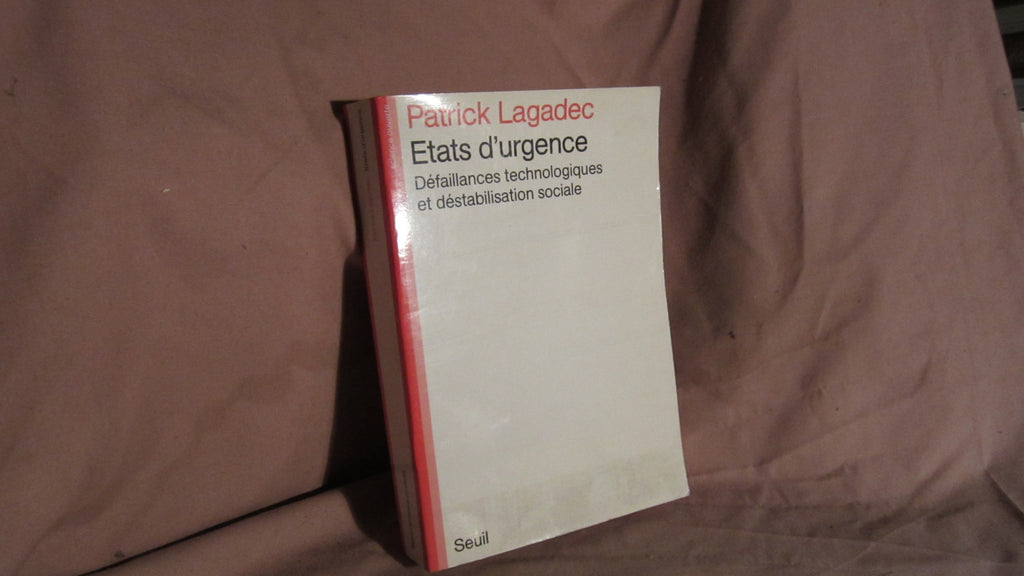 Patrick Lagadec
Etats d'urgence
Défaillances technologiques
et déstabilisation sociale
Seuil